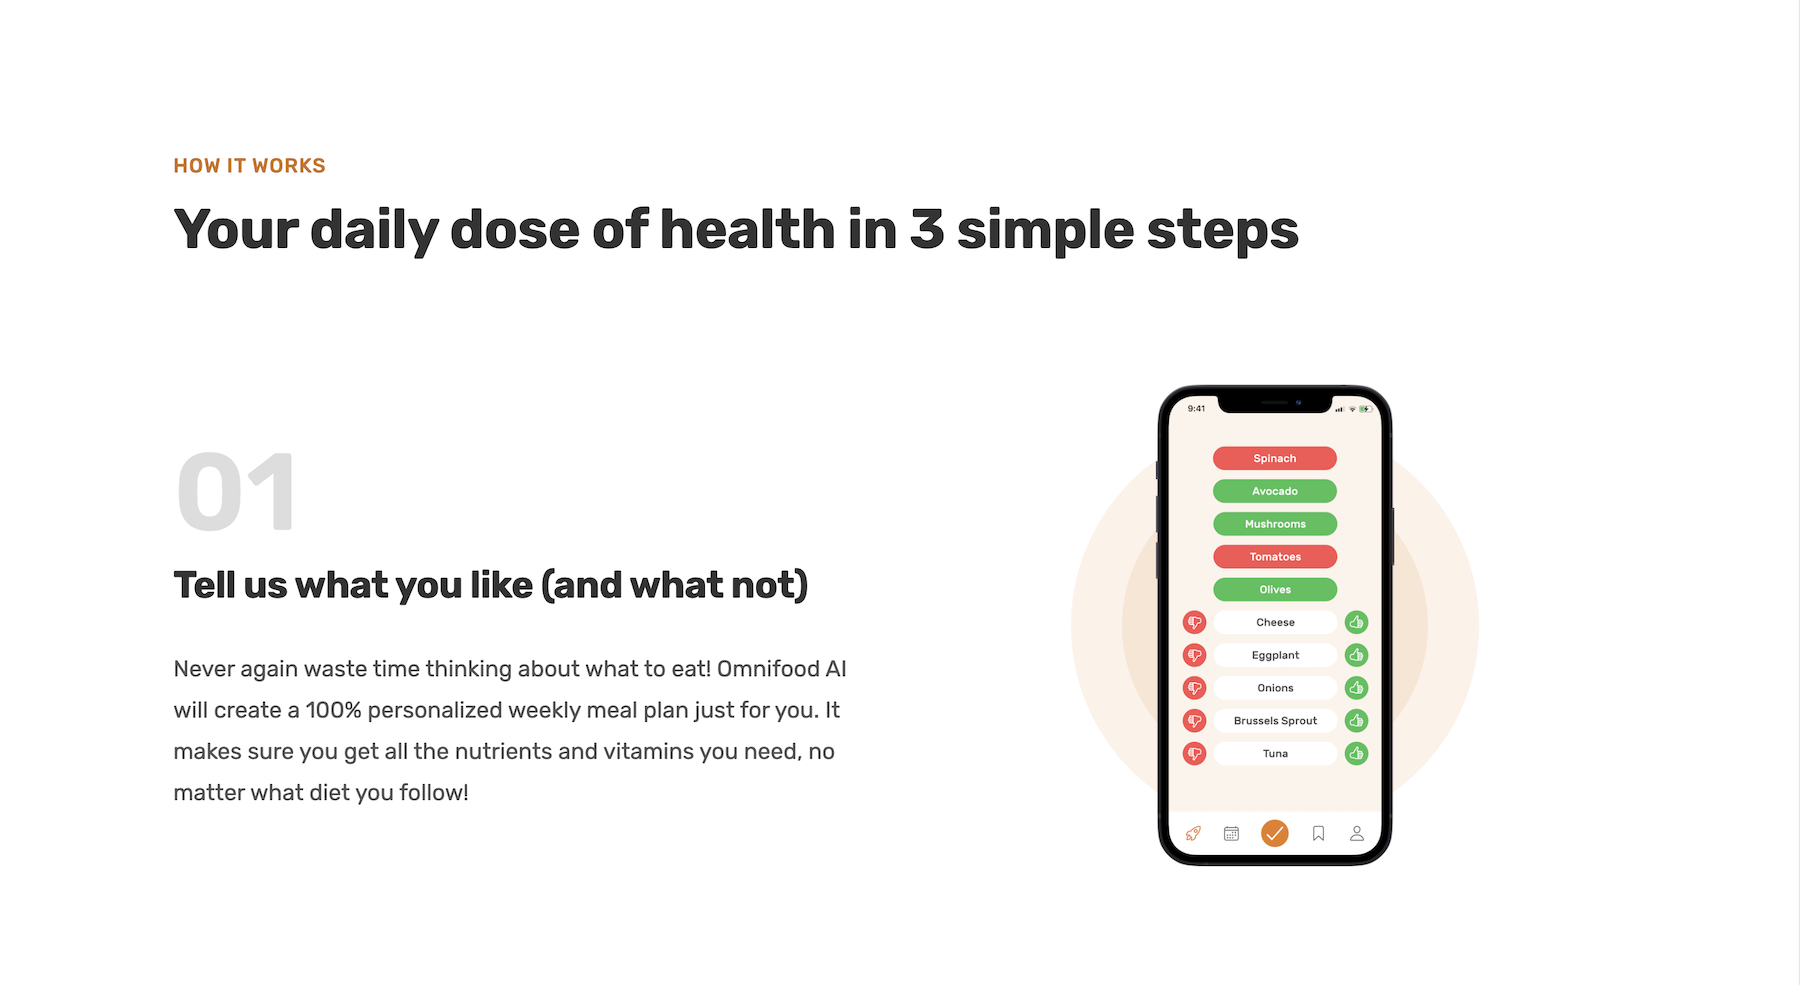 HOW IT WORKS
Your daily dose of health in 3 simple steps
01
Tell us what you like (and what not)
Never again waste time thinking about what to eat! Omnifood AI
will create a 100% personalized weekly meal plan just for you. It
makes sure you get all the nutrients and vitamins you need, no
matter what diet you follow!
9:41
Spinach
Avocado
Mushrooms
Tomatoes
Olives
Cheese
Eggplant
Onions
Brussels Sprout
Tuna